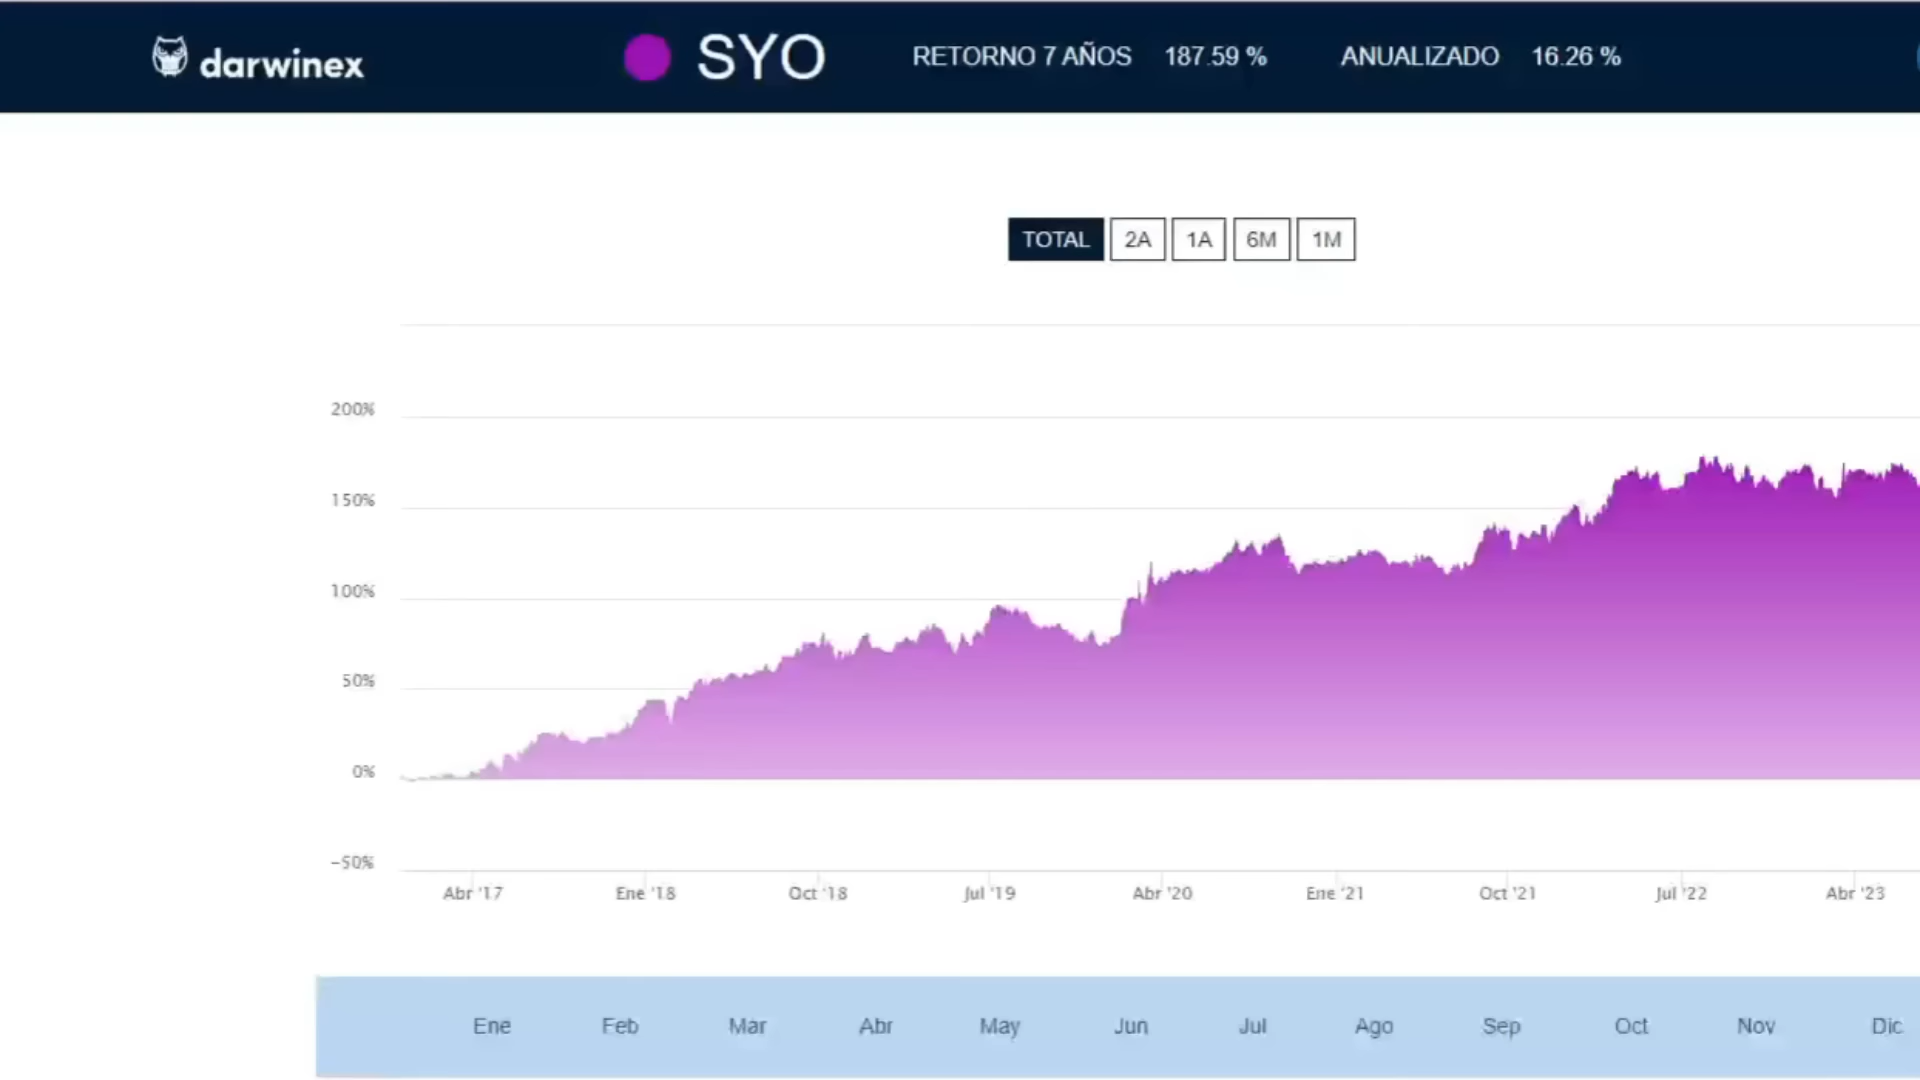 darwinex SYO RETORNO 7 AÑOS 187.59 % ANUALIZADO 16.26 %
TOTAL 2A 1A 6M 1M
200%
150%
100%
50%
0%
−50%
Abr '17 Ene '18 Oct '18 Jul '19 Abr '20 Ene '21 Oct '21 Jul '22 Abr '23
Ene Feb Mar Abr May Jun Jul Ago Sep Oct Nov Dic